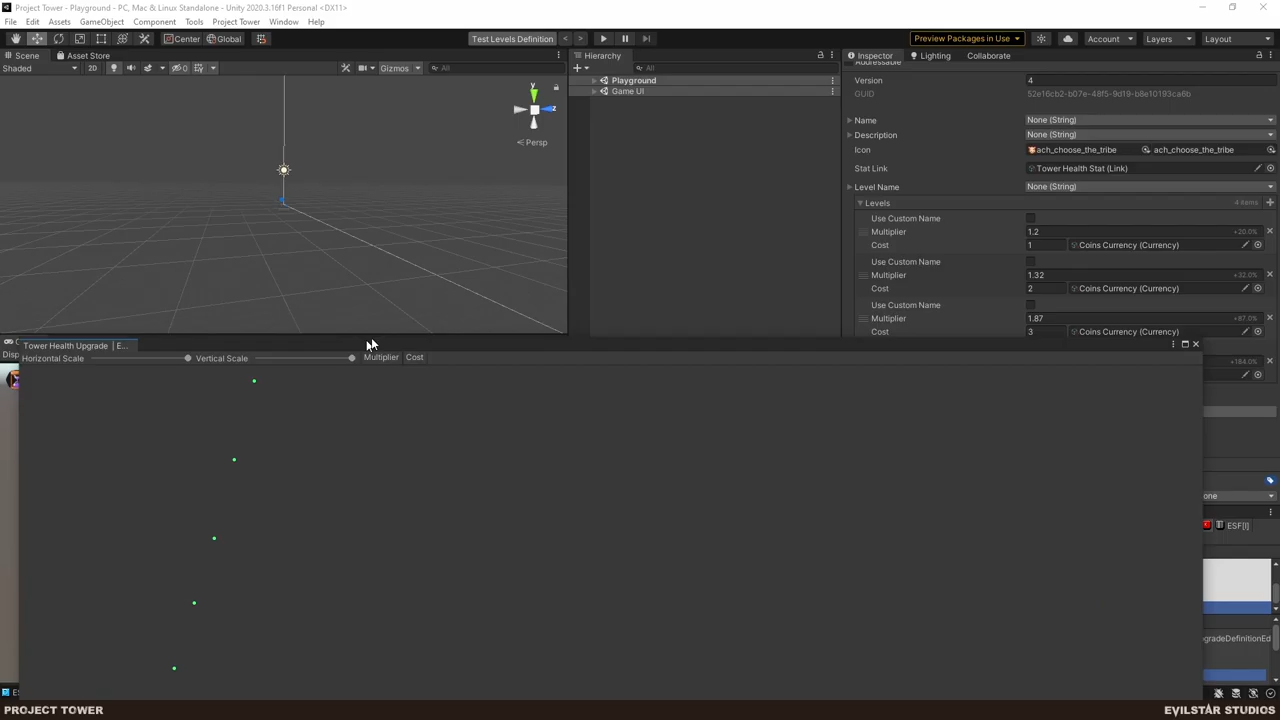 Project Tower - Playground - PC, Mac & Linux Standalone - Unity 2020.3.16f1 Personal <DX11>
File Edit Assets GameObject Component Tools Project Tower Window Help
Center Global Test Levels Definition Preview Packages in Use Account Layers Layout
Scene Asset Store Hierarchy Inspector Lighting Collaborate
Shaded 2D 0 Gizmos All All
Playground
Game UI
y
z
Persp
Version 4
GUID 52e16cb2-b07e-48f5-9d19-b8e10193ca6b
Name None (String)
Description None (String)
Icon ach_choose_the_tribe ach_choose_the_tribe
Stat Link Tower Health Stat (Link)
Level Name None (String)
Levels 4 items
Use Custom Name
Multiplier 1.2 +20.0%
Cost 1 Coins Currency (Currency)
Use Custom Name
Multiplier 1.32 +32.0%
Cost 2 Coins Currency (Currency)
Use Custom Name
Multiplier 1.87 +87.0%
Cost 3 Coins Currency (Currency)
+184.0%
Tower Health Upgrade | E...
Horizontal Scale Vertical Scale Multiplier Cost
one
ESF[!]
gradeDefinitionEd
PROJECT TOWER
EVILSTAR STUDIOS